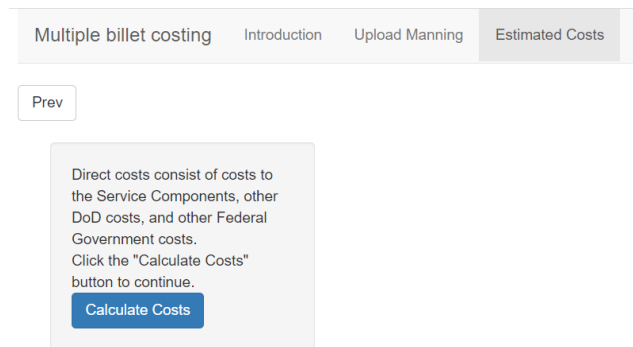 Multiple billet costing Introduction Upload Manning Estimated Costs
Prev
Direct costs consist of costs to
the Service Components, other
DoD costs, and other Federal
Government costs.
Click the "Calculate Costs"
button to continue.
Calculate Costs